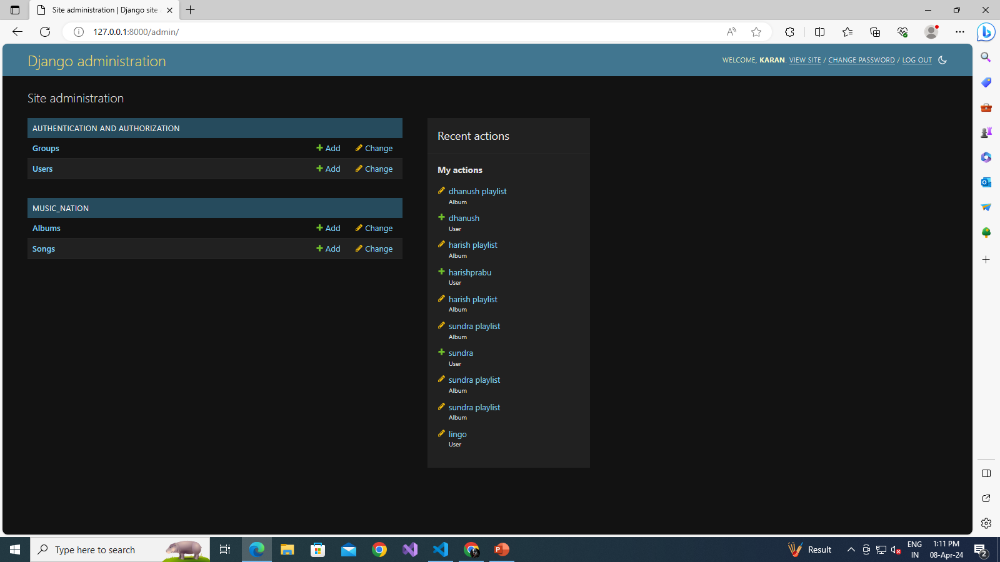 Site administration | Django site
127.0.0.1:8000/admin/
Django administration
WELCOME, KARAN. VIEW SITE / CHANGE PASSWORD / LOG OUT
Site administration
AUTHENTICATION AND AUTHORIZATION
Groups Add Change
Users Add Change
MUSIC_NATION
Albums Add Change
Songs Add Change
Recent actions
My actions
dhanush playlist
Album
dhanush
User
harish playlist
Album
harishprabu
User
harish playlist
Album
sundra playlist
Album
sundra
User
sundra playlist
Album
sundra playlist
Album
lingo
User
Type here to search
Result
ENG
IN
1:11 PM
08-Apr-24
2